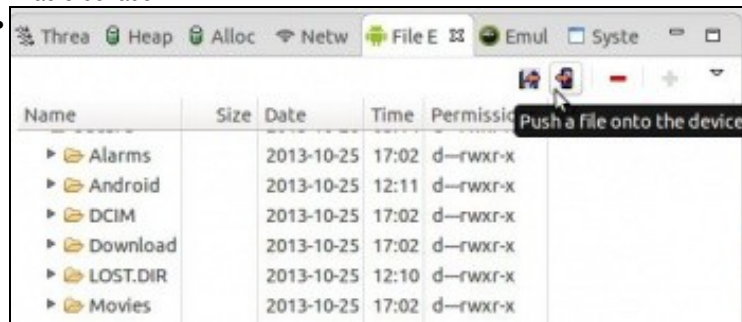 Threa Heap Alloc Netw File E Emul Syste
Name Size Date Time Permissic
Push a file onto the device
Alarms 2013-10-25 17:02 d---rwxr-x
Android 2013-10-25 12:11 d---rwxr-x
DCIM 2013-10-25 17:02 d---rwxr-x
Download 2013-10-25 17:02 d---rwxr-x
LOST.DIR 2013-10-25 12:10 d---rwxr-x
Movies 2013-10-25 17:02 d---rwxr-x